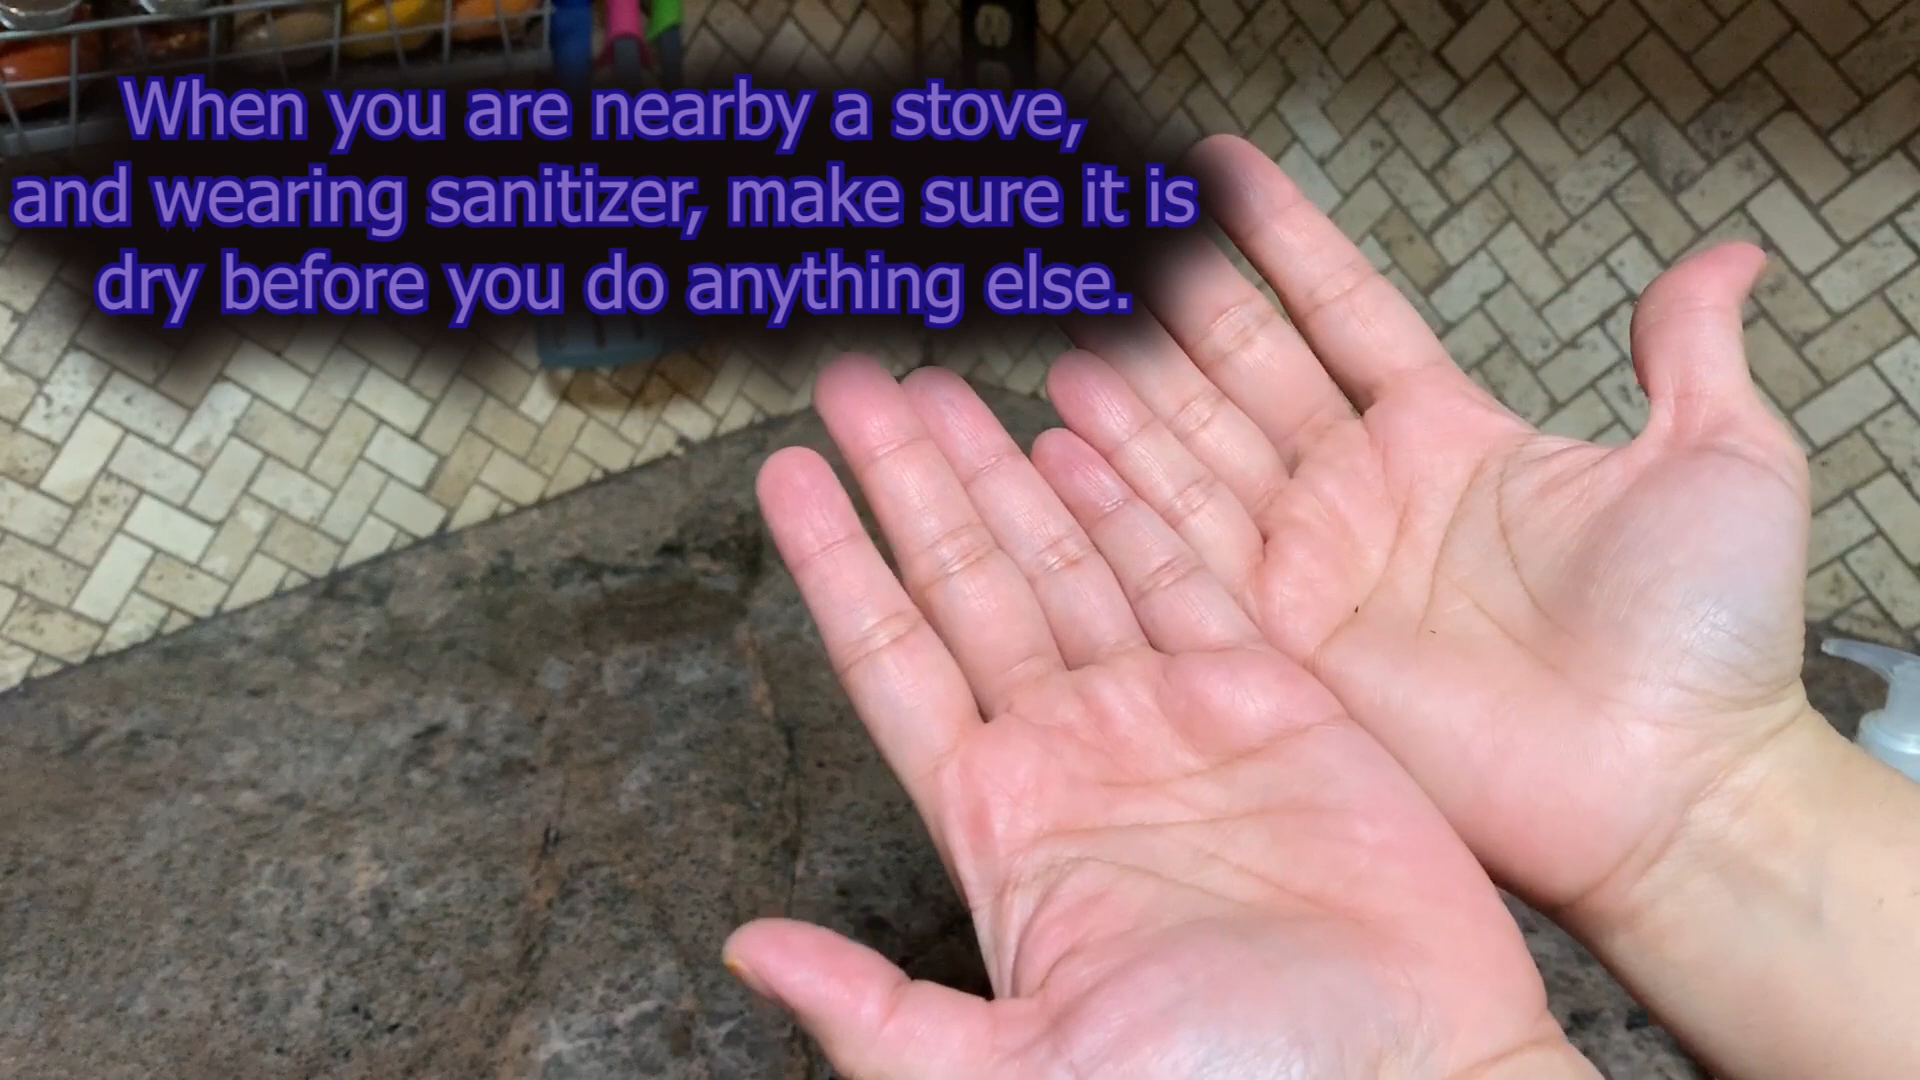 When you are nearby a stove,
and wearing sanitizer, make sure it is
dry before you do anything else.